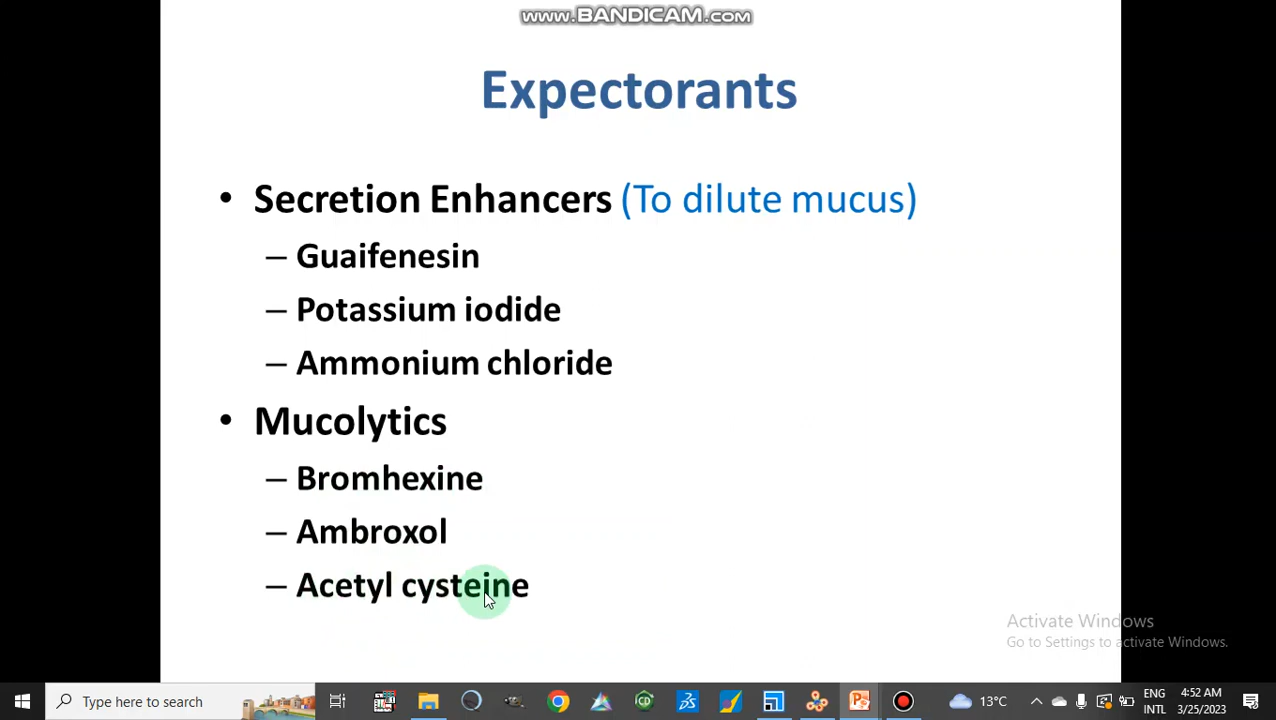 www.BANDICAM.com
Expectorants
• Secretion Enhancers (To dilute mucus)
– Guaifenesin
– Potassium iodide
– Ammonium chloride
• Mucolytics
– Bromhexine
– Ambroxol
– Acetyl cysteine
Activate Windows
Go to Settings to activate Windows.
Type here to search
13°C
ENG
INTL
4:52 AM
3/25/2023